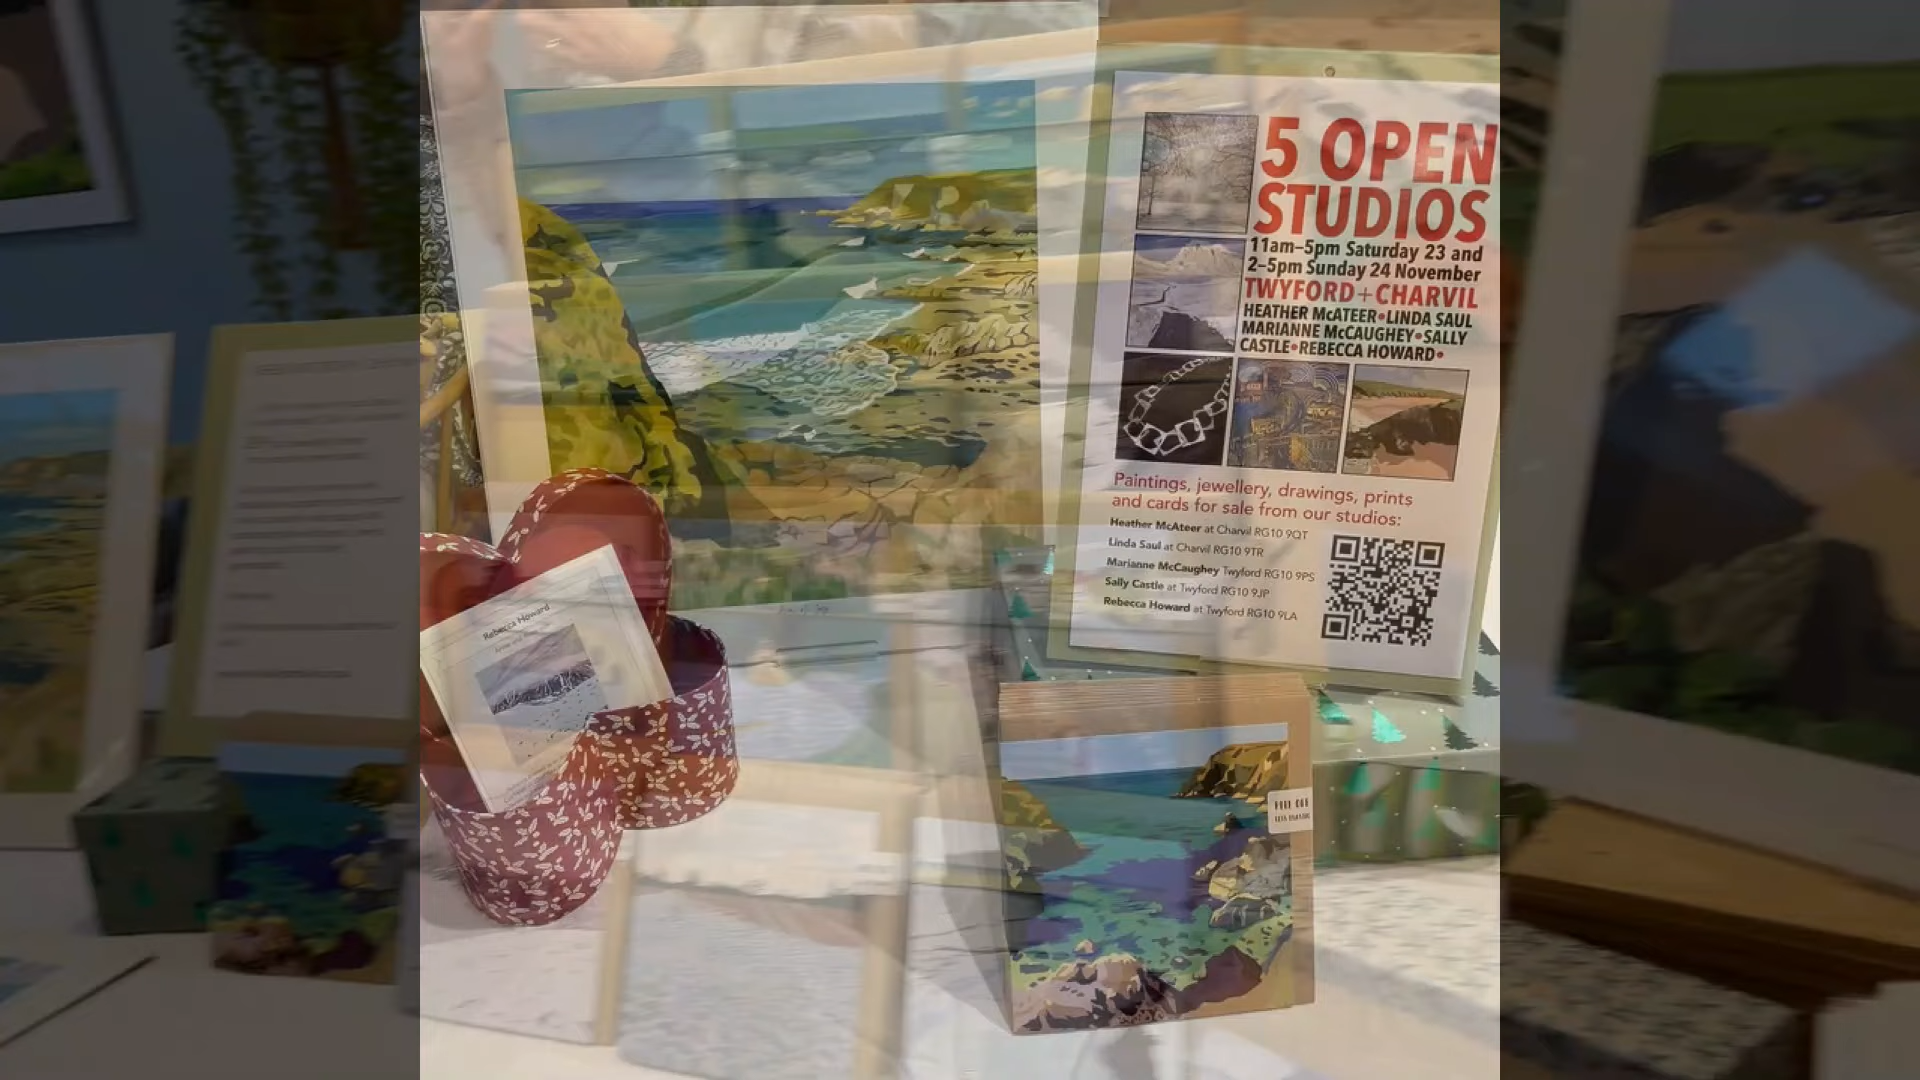 5 OPEN
STUDIOS
11am–5pm Saturday 23 and
2–5pm Sunday 24 November
TWYFORD+CHARVIL
HEATHER McATEER•LINDA SAUL
MARIANNE McCAUGHEY•SALLY
CASTLE•REBECCA HOWARD•
Paintings, jewellery, drawings, prints
and cards for sale from our studios:
Heather McAteer at Charvil RG10 9QT
Linda Saul at Charvil RG10 9TR
Marianne McCaughey Twyford RG10 9PS
Sally Castle at Twyford RG10 9JP
Rebecca Howard at Twyford RG10 9LA
Rebecca Howard
PEEL OFF